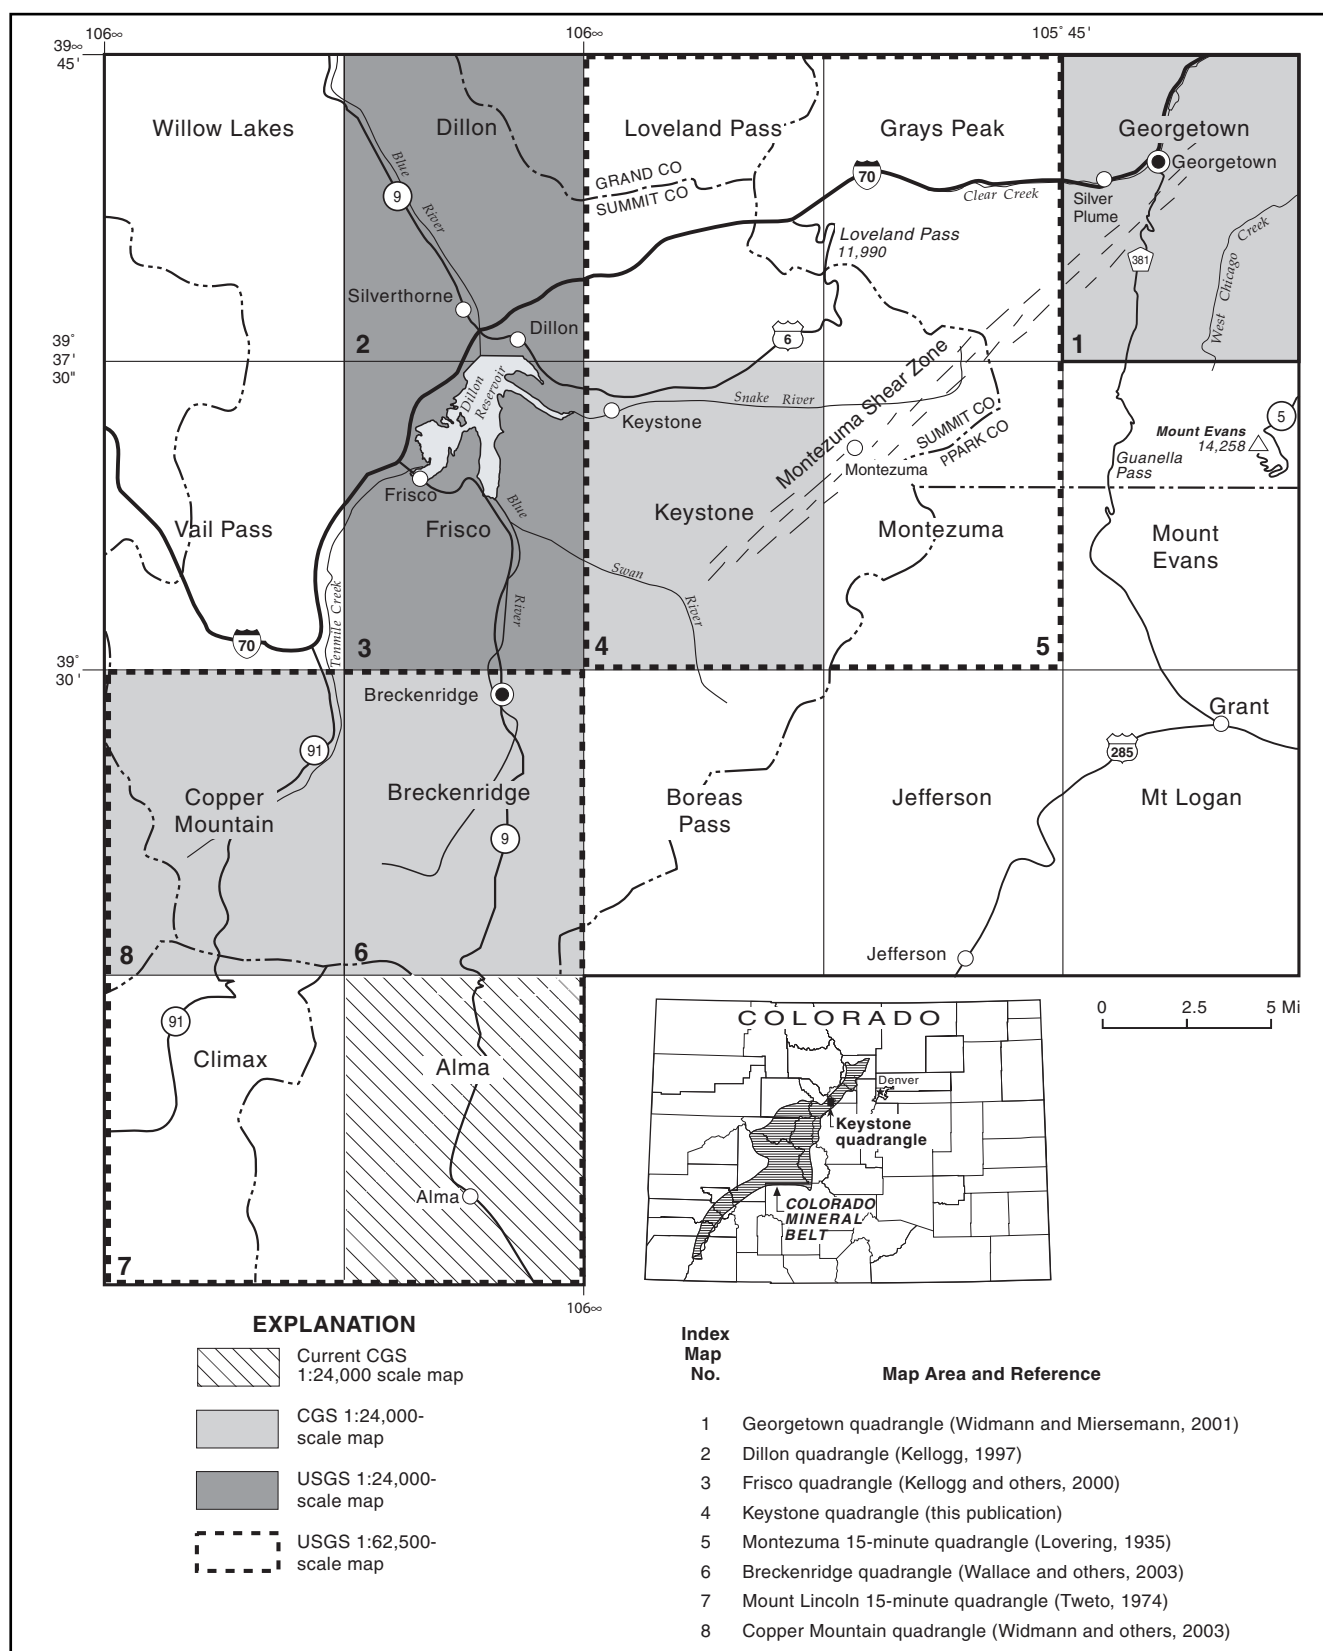 106∞
106∞
105° 45'
39∞
45'
Willow Lakes
Dillon
Loveland Pass
Grays Peak
Georgetown
Georgetown
Blue
River
9
GRAND CO
SUMMIT CO
70
Clear Creek
Silver
Plume
Loveland Pass
11,990
381
West Chicago Creek
Silverthorne
Dillon
6
39°
37'
30"
2
1
Dillon
Reservoir
Montezuma Shear Zone
Snake River
Keystone
SUMMIT CO
PPARK CO
Montezuma
5
Mount Evans
14,258
Guanella
Pass
Frisco
Blue
River
Vail Pass
Frisco
Keystone
Montezuma
Mount
Evans
Swan
River
Tenmile Creek
70
3
4
5
39°
30'
Breckenridge
Grant
91
285
Copper
Mountain
Breckenridge
Boreas
Pass
Jefferson
Mt Logan
9
8
6
Jefferson
91
Climax
Alma
Alma
7
106∞
0
2.5
5 Mi
COLORADO
Denver
Keystone
quadrangle
COLORADO
MINERAL
BELT
EXPLANATION
Current CGS
1:24,000 scale map
CGS 1:24,000-
scale map
USGS 1:24,000-
scale map
USGS 1:62,500-
scale map
Index
Map
No.
Map Area and Reference
1 Georgetown quadrangle (Widmann and Miersemann, 2001)
2 Dillon quadrangle (Kellogg, 1997)
3 Frisco quadrangle (Kellogg and others, 2000)
4 Keystone quadrangle (this publication)
5 Montezuma 15-minute quadrangle (Lovering, 1935)
6 Breckenridge quadrangle (Wallace and others, 2003)
7 Mount Lincoln 15-minute quadrangle (Tweto, 1974)
8 Copper Mountain quadrangle (Widmann and others, 2003)